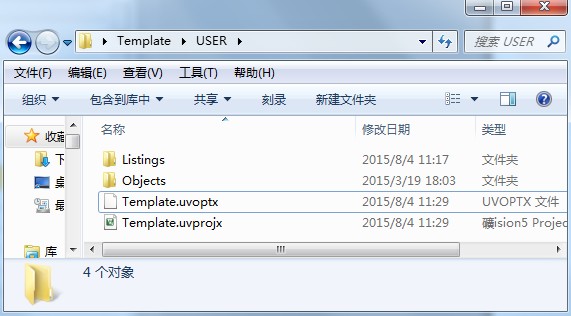 Template ▸ USER ▸
搜索 USER
文件(F) 编辑(E) 查看(V) 工具(T) 帮助(H)
组织 包含到库中 共享 刻录 新建文件夹
名称 修改日期 类型
收藏
Listings 2015/8/4 11:17 文件夹
Objects 2015/3/19 18:03 文件夹
Template.uvoptx 2015/8/4 11:29 UVOPTX 文件
Template.uvprojx 2015/8/4 11:29 礦ision5 Projec
下
桌
最
库
4 个对象